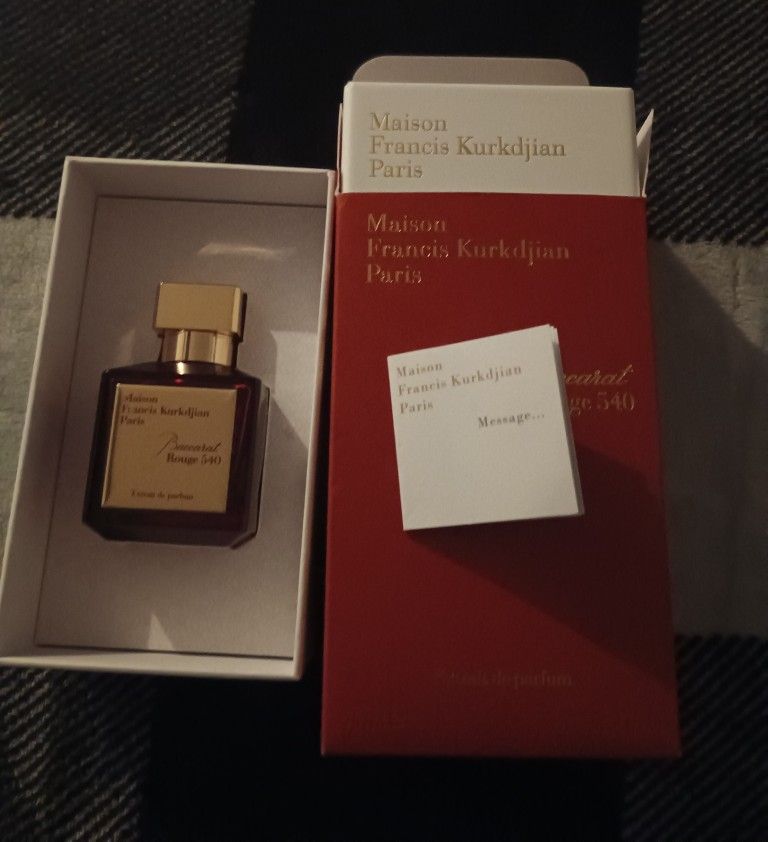 Maison
Francis Kurkdjian
Paris
Baccarat
Rouge 540
Extrait de parfum
Maison
Francis Kurkdjian
Paris
Maison
Francis Kurkdjian
Paris
Maison
Francis Kurkdjian
Paris
Message...
540
de parfum